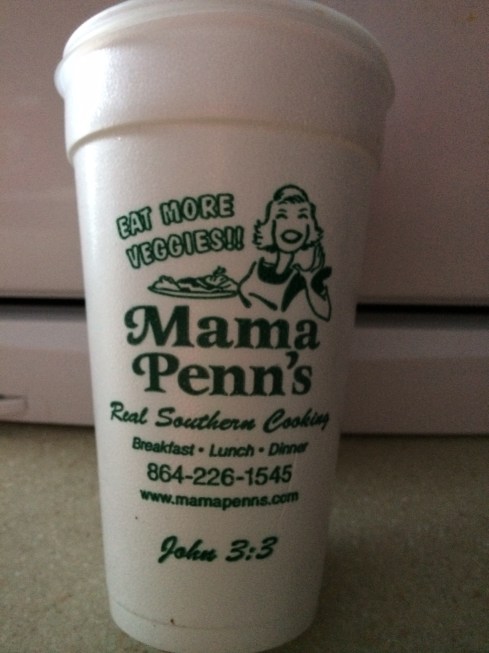 EAT MORE
VEGGIES!!
Mama
Penn's
Real Southern Cooking
Breakfast • Lunch • Dinner
864-226-1545
www.mamapenns.com
John 3:3